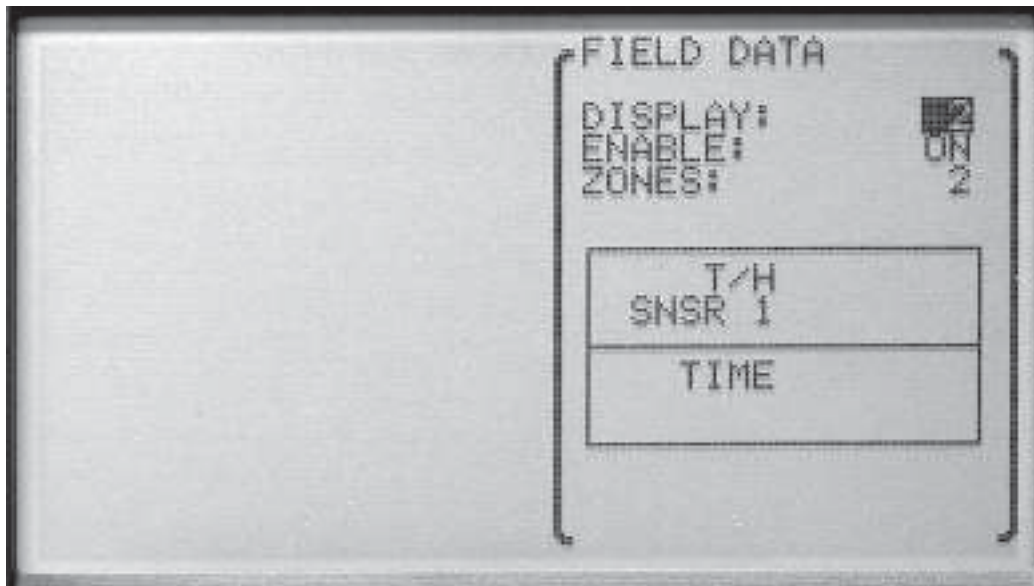 FIELD DATA
DISPLAY: 2
ENABLE: ON
ZONES: 2
T/H
SNSR 1
TIME